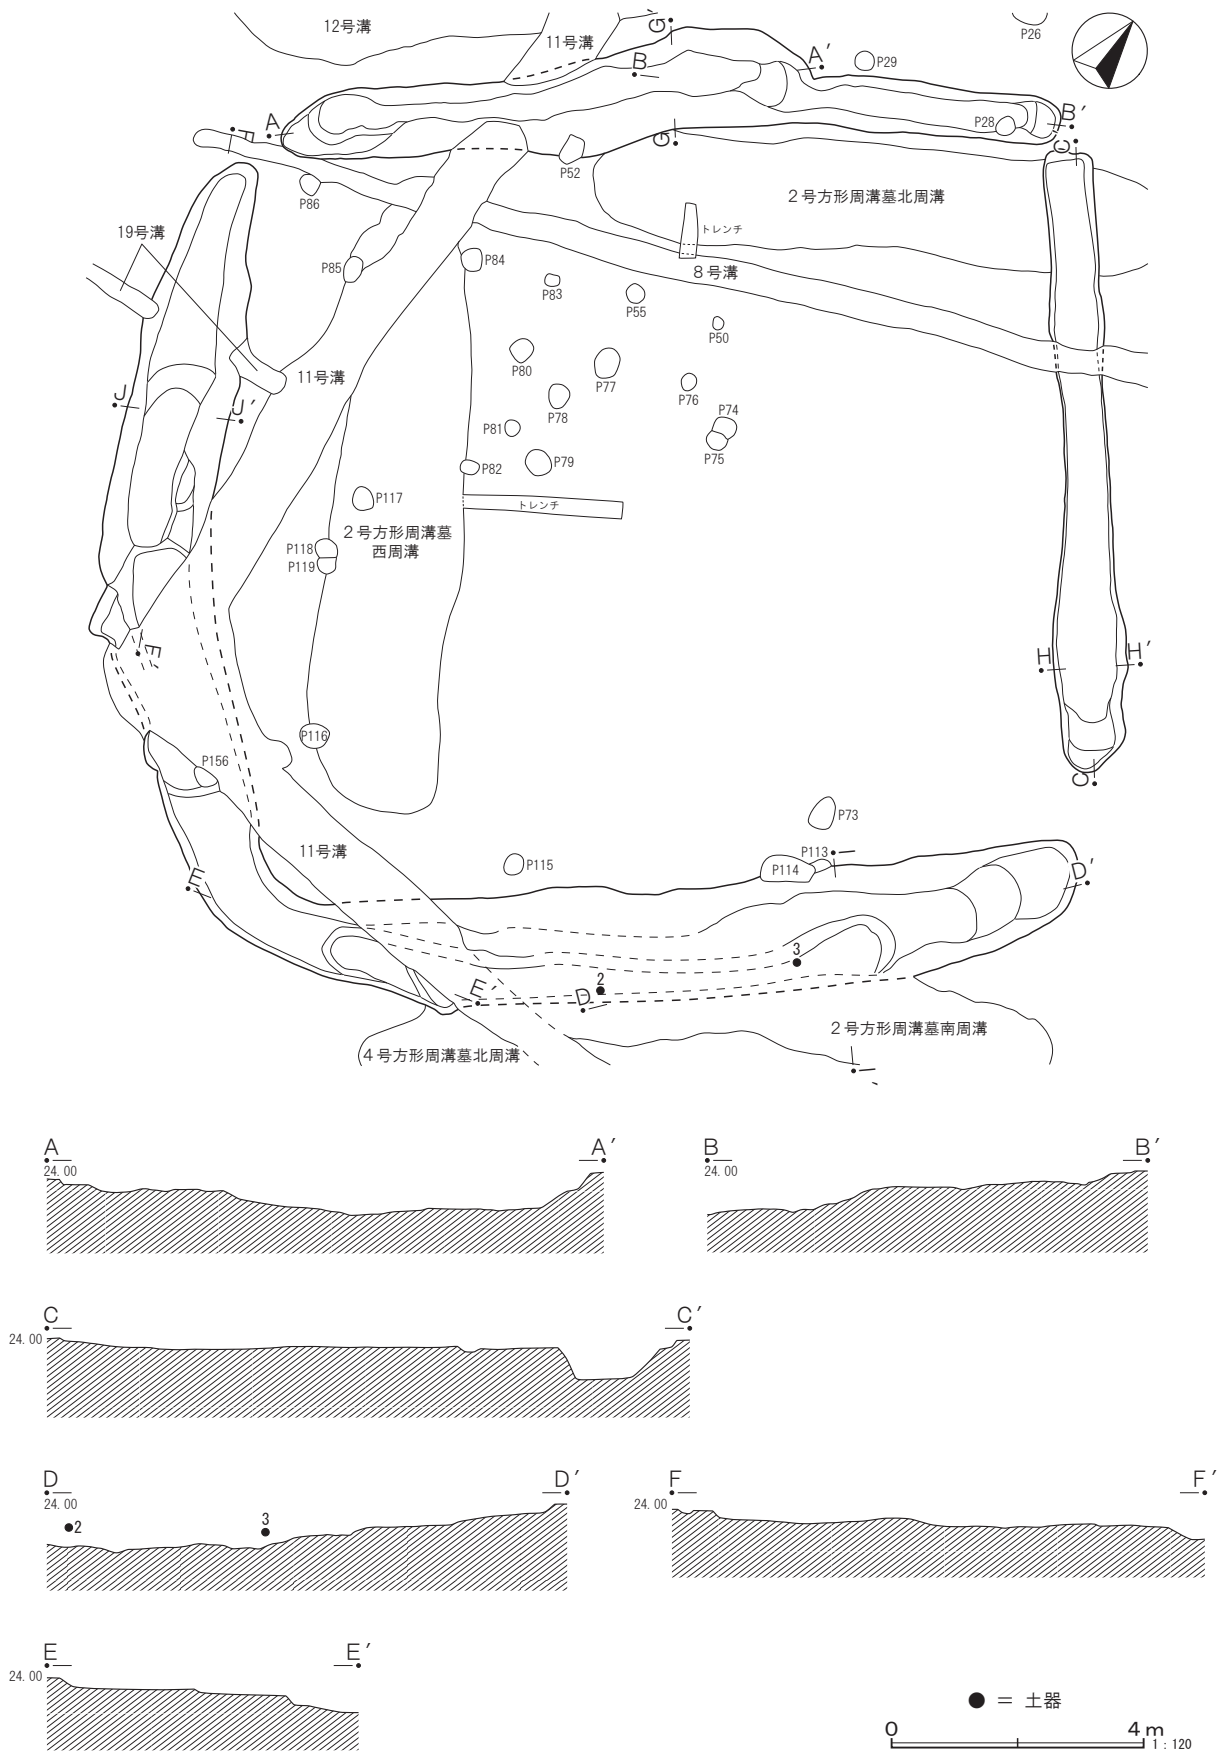 12号溝
11号溝
G′
P26
A′
P29
B
A
F
P28
B′
G
C′
P52
P86
2号方形周溝墓北周溝
トレンチ
19号溝
P85
P84
8号溝
P83
P55
P50
P80
P77
11号溝
P78
P76
J
J′
P74
P81
P75
P82
P79
P117
トレンチ
2号方形周溝墓
西周溝
P118
P119
F′
H
H′
P116
P156
C
P73
11号溝
P115
P113
I
P114
D′
E
3
2
E′
D
2号方形周溝墓南周溝
4号方形周溝墓北周溝
I′
A
A′
24.00
B
B′
24.00
C
C′
24.00
D
D′
24.00
2
3
F
F′
24.00
E
E′
24.00
● = 土器
0
4m
1:120